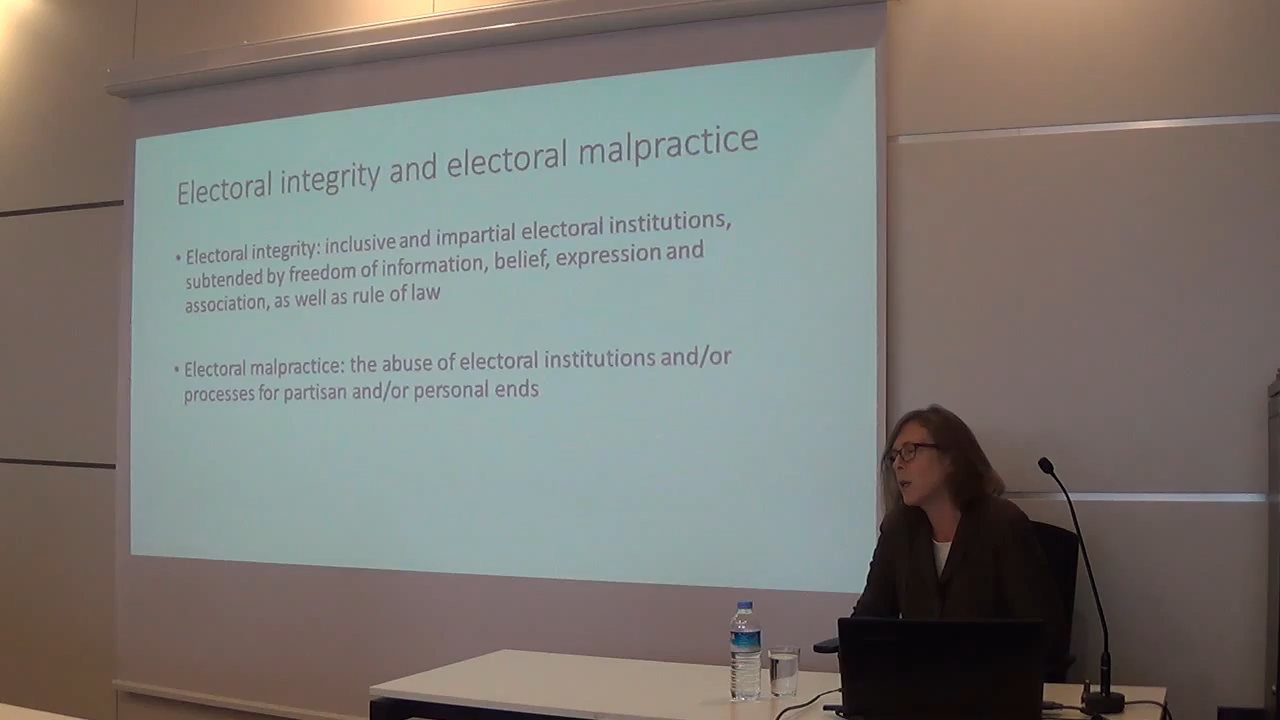 Electoral integrity and electoral malpractice
• Electoral integrity: inclusive and impartial electoral institutions,
subtended by freedom of information, belief, expression and
association, as well as rule of law
• Electoral malpractice: the abuse of electoral institutions and/or
processes for partisan and/or personal ends